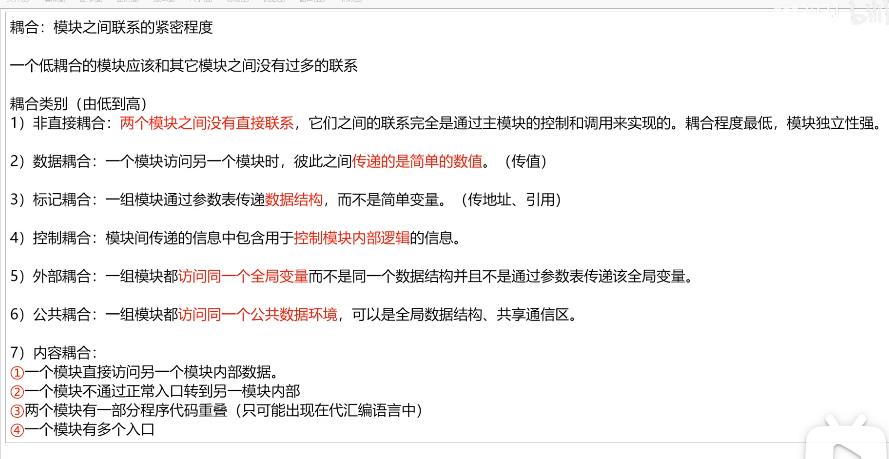 耦合：模块之间联系的紧密程度
一个低耦合的模块应该和其它模块之间没有过多的联系
耦合类别（由低到高）
1）非直接耦合：两个模块之间没有直接联系，它们之间的联系完全是通过主模块的控制和调用来实现的。耦合程度最低，模块独立性强。
2）数据耦合：一个模块访问另一个模块时，彼此之间传递的是简单的数值。（传值）
3）标记耦合：一组模块通过参数表传递数据结构，而不是简单变量。（传地址、引用）
4）控制耦合：模块间传递的信息中包含用于控制模块内部逻辑的信息。
5）外部耦合：一组模块都访问同一个全局变量而不是同一个数据结构并且不是通过参数表传递该全局变量。
6）公共耦合：一组模块都访问同一个公共数据环境，可以是全局数据结构、共享通信区。
7）内容耦合：
①一个模块直接访问另一个模块内部数据。
②一个模块不通过正常入口转到另一模块内部
③两个模块有一部分程序代码重叠（只可能出现在代汇编语言中）
④一个模块有多个入口